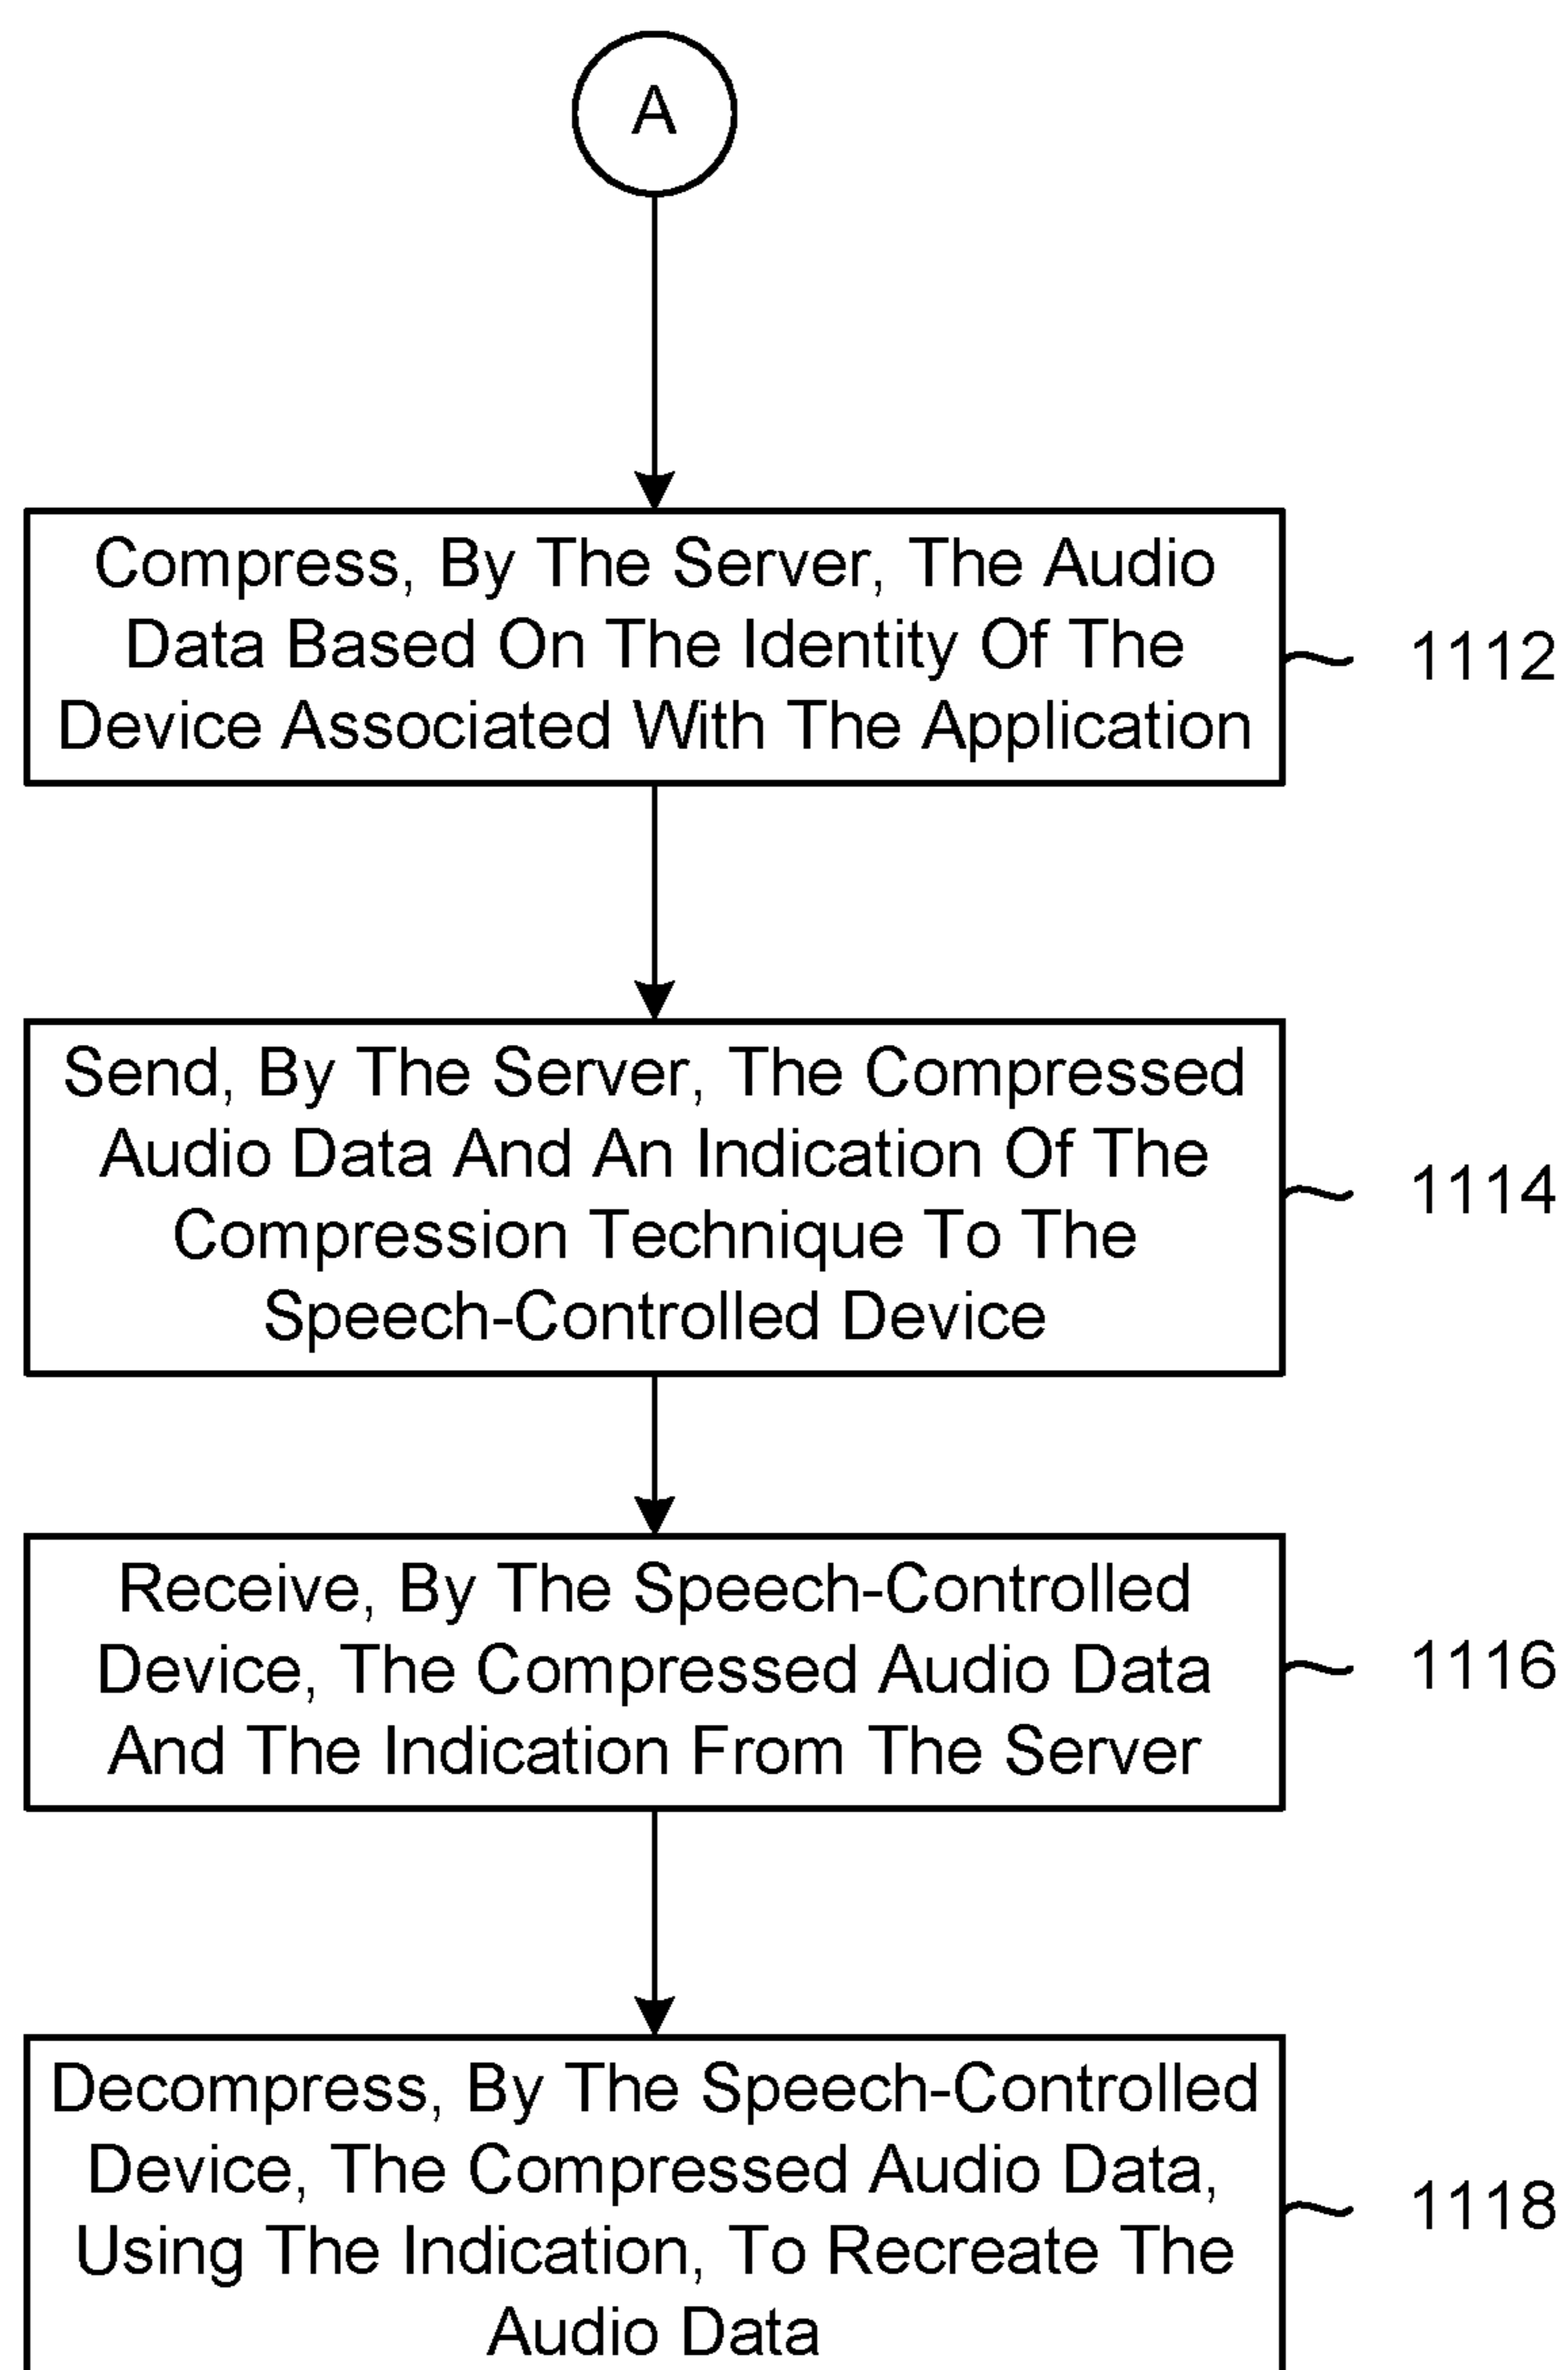 A
Compress, By The Server, The Audio
Data Based On The Identity Of The
Device Associated With The Application
1112
Send, By The Server, The Compressed
Audio Data And An Indication Of The
Compression Technique To The
Speech-Controlled Device
1114
Receive, By The Speech-Controlled
Device, The Compressed Audio Data
And The Indication From The Server
1116
Decompress, By The Speech-Controlled
Device, The Compressed Audio Data,
Using The Indication, To Recreate The
Audio Data
1118